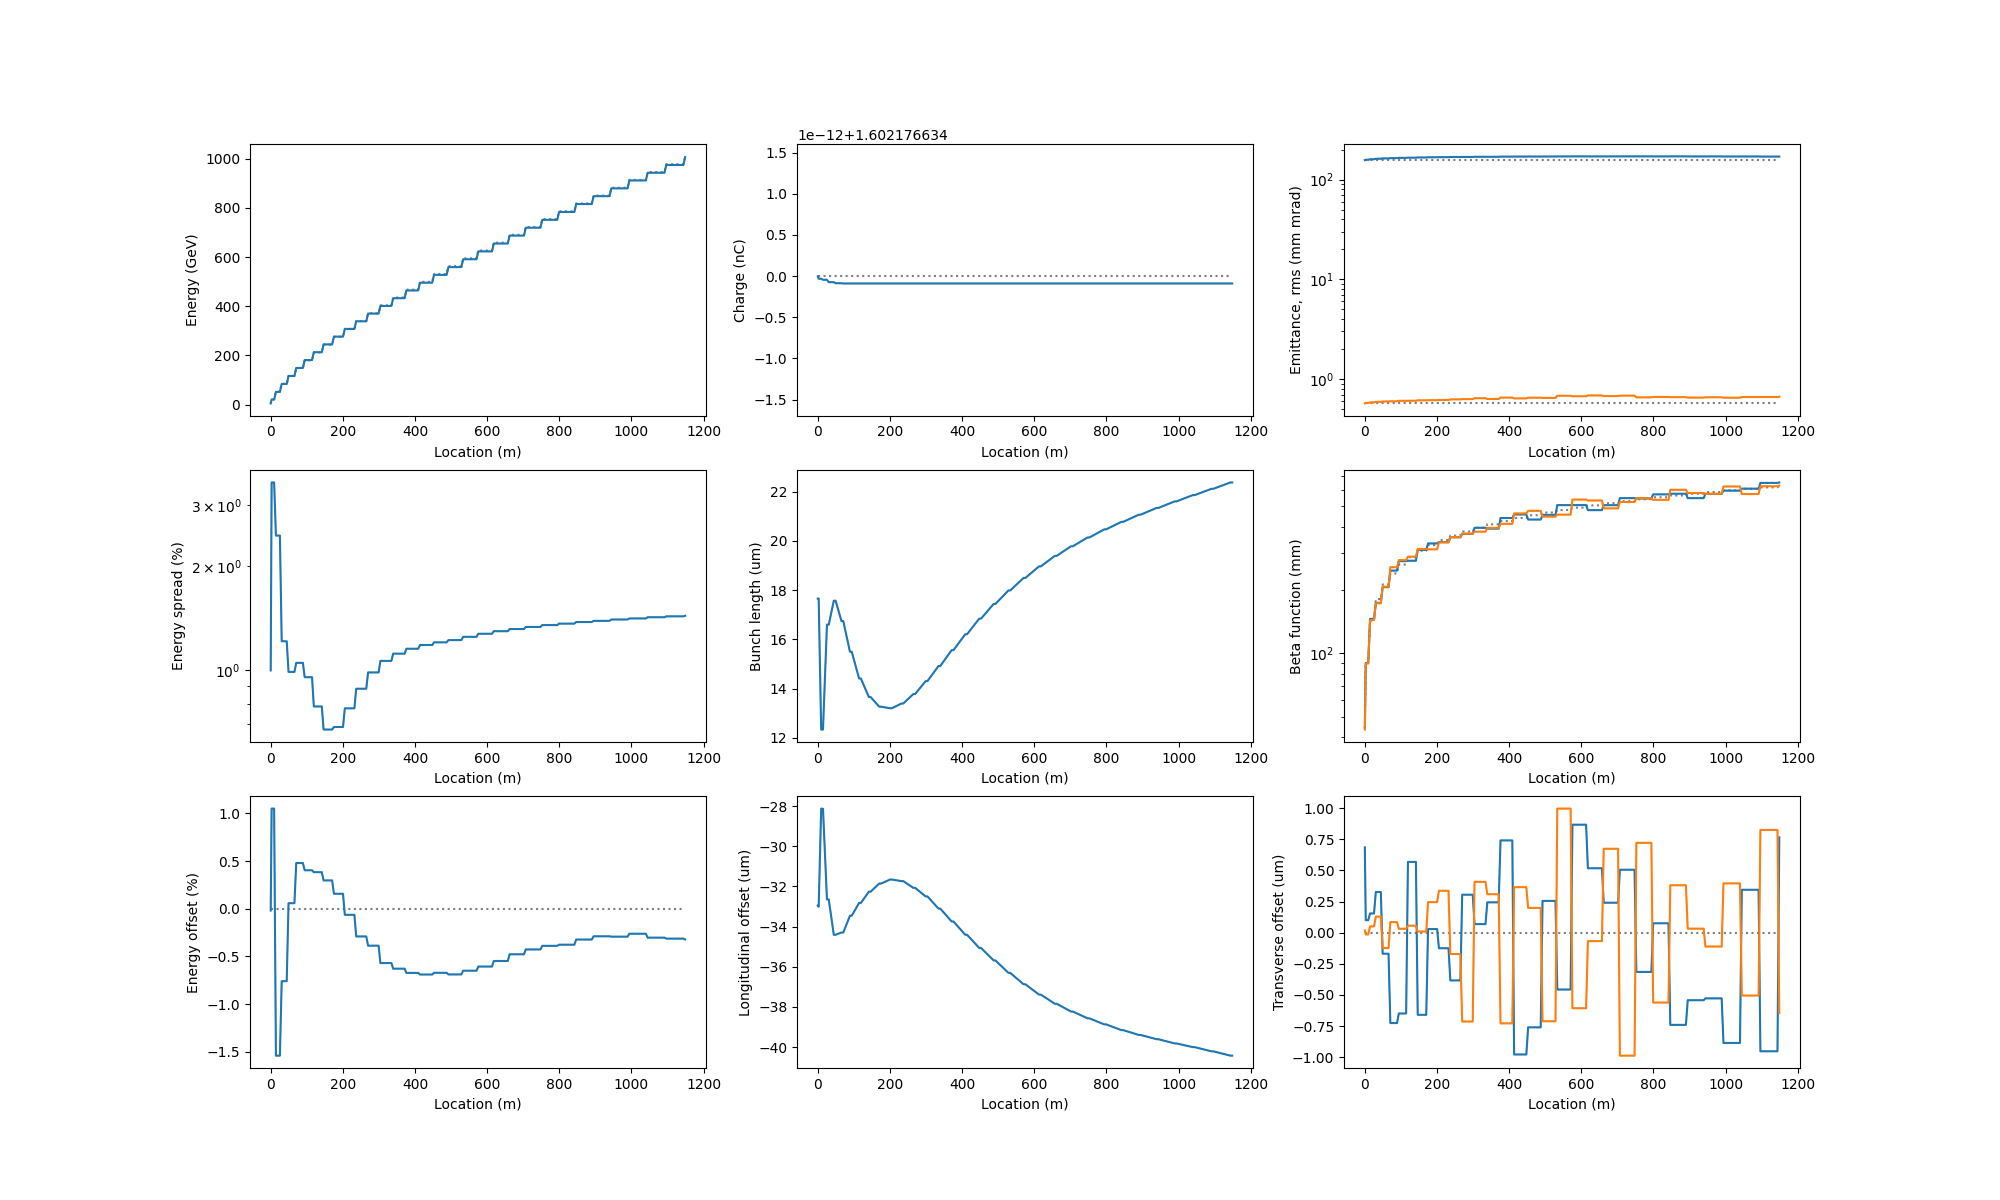 1e−12+1.602176634
Energy (GeV)
1000
800
600
400
200
0
0 200 400 600 800 1000 1200
Location (m)
Charge (nC)
1.5
1.0
0.5
0.0
−0.5
−1.0
−1.5
0 200 400 600 800 1000 1200
Location (m)
Emittance, rms (mm mrad)
10²
10¹
10⁰
0 200 400 600 800 1000 1200
Location (m)
Energy spread (%)
3 × 10⁰
2 × 10⁰
10⁰
0 200 400 600 800 1000 1200
Location (m)
Bunch length (um)
22
20
18
16
14
12
0 200 400 600 800 1000 1200
Location (m)
Beta function (mm)
10²
0 200 400 600 800 1000 1200
Location (m)
Energy offset (%)
1.0
0.5
0.0
−0.5
−1.0
−1.5
0 200 400 600 800 1000 1200
Location (m)
Longitudinal offset (um)
−28
−30
−32
−34
−36
−38
−40
0 200 400 600 800 1000 1200
Location (m)
Transverse offset (um)
1.00
0.75
0.50
0.25
0.00
−0.25
−0.50
−0.75
−1.00
0 200 400 600 800 1000 1200
Location (m)